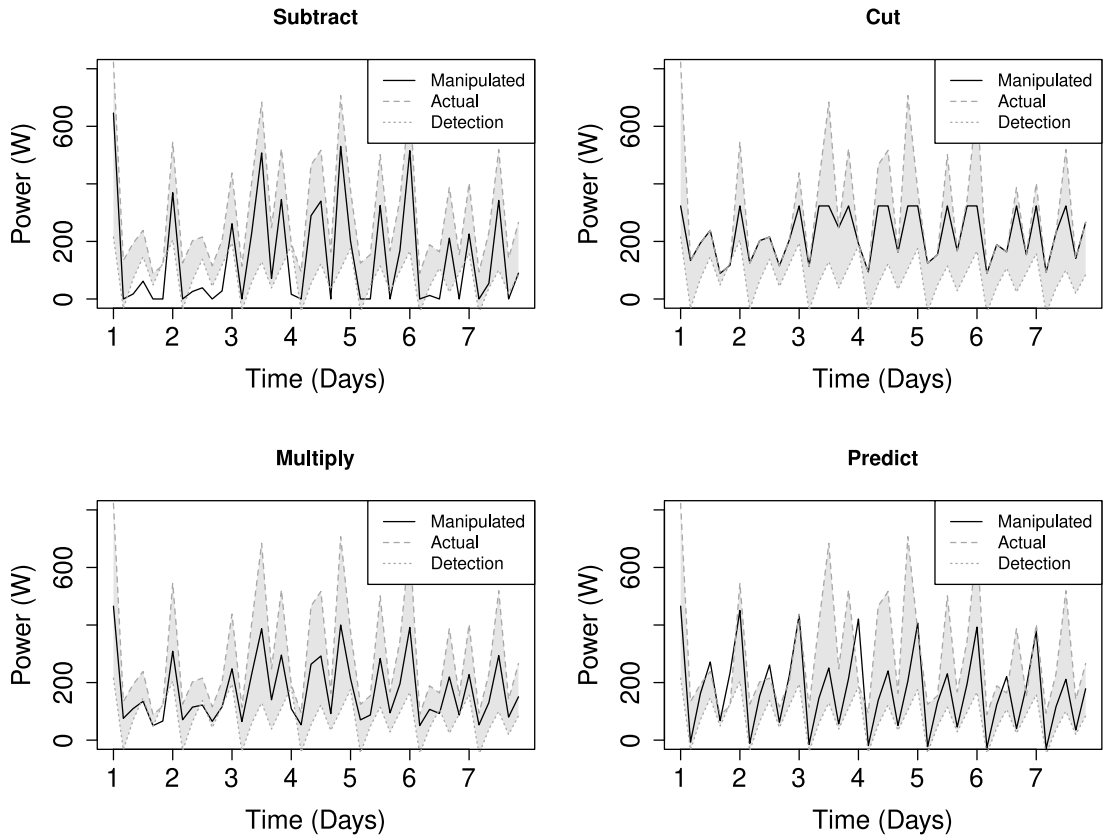 Subtract
Power (W)
600
200
0
Manipulated
Actual
Detection
1 2 3 4 5 6 7
Time (Days)
Cut
Power (W)
600
200
0
Manipulated
Actual
Detection
1 2 3 4 5 6 7
Time (Days)
Multiply
Power (W)
600
200
0
Manipulated
Actual
Detection
1 2 3 4 5 6 7
Time (Days)
Predict
Power (W)
600
200
0
Manipulated
Actual
Detection
1 2 3 4 5 6 7
Time (Days)